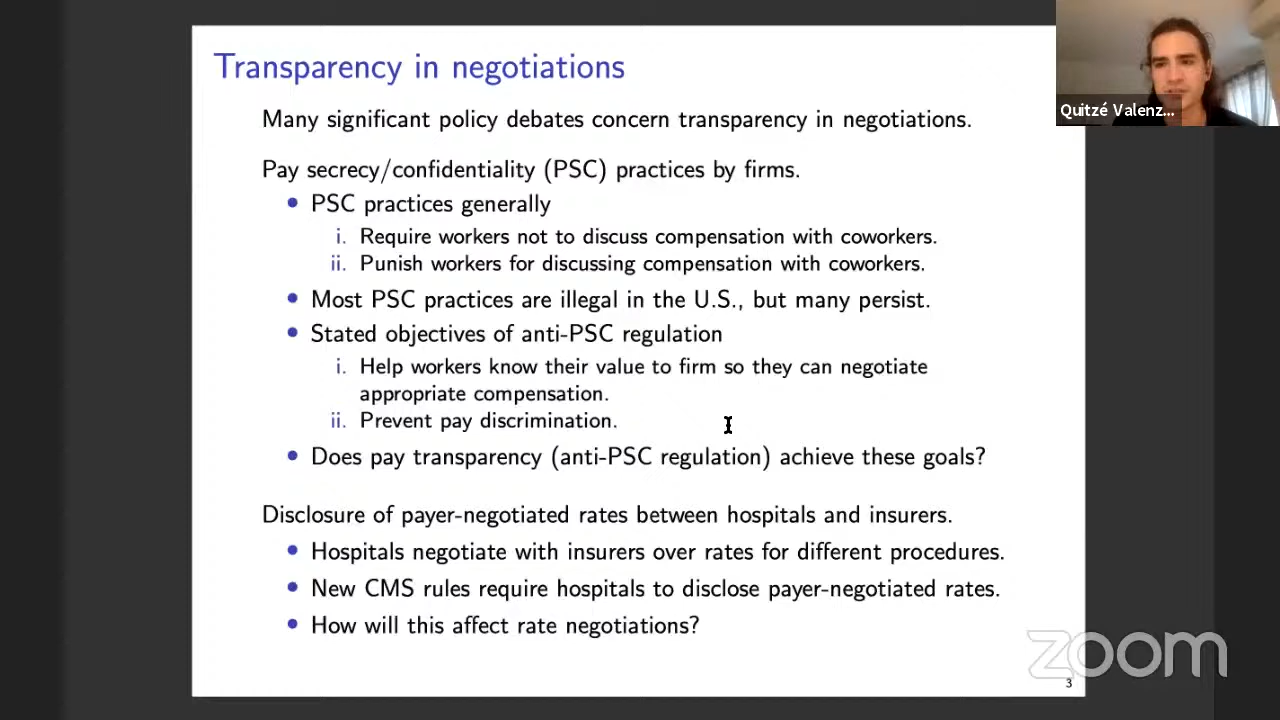 Transparency in negotiations
Quitzé Valenz...
Many significant policy debates concern transparency in negotiations.
Pay secrecy/confidentiality (PSC) practices by firms.
• PSC practices generally
i. Require workers not to discuss compensation with coworkers.
ii. Punish workers for discussing compensation with coworkers.
• Most PSC practices are illegal in the U.S., but many persist.
• Stated objectives of anti-PSC regulation
i. Help workers know their value to firm so they can negotiate
appropriate compensation.
ii. Prevent pay discrimination.
• Does pay transparency (anti-PSC regulation) achieve these goals?
Disclosure of payer-negotiated rates between hospitals and insurers.
• Hospitals negotiate with insurers over rates for different procedures.
• New CMS rules require hospitals to disclose payer-negotiated rates.
• How will this affect rate negotiations?
zoom
3